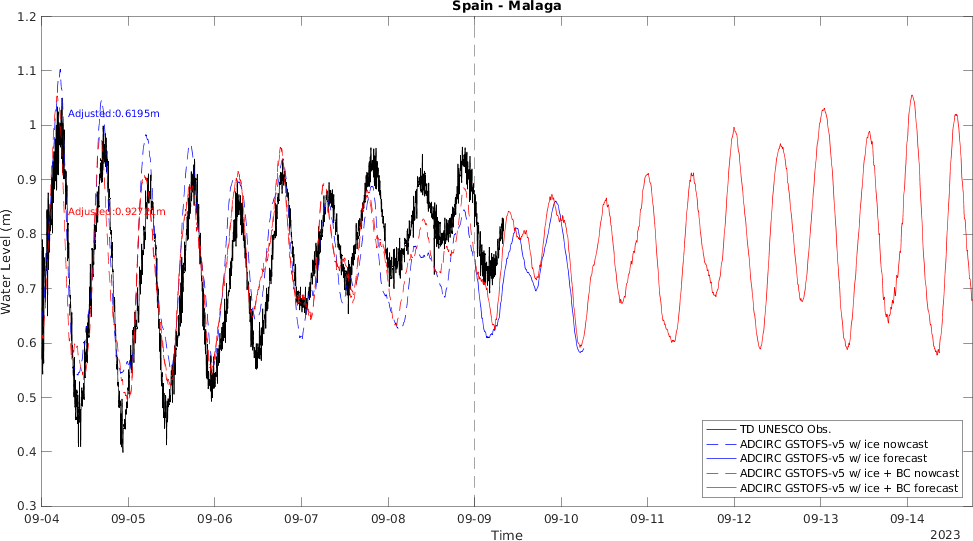 Spain - Malaga
1.2
1.1
1
0.9
0.8
0.7
0.6
0.5
0.4
0.3
Water Level (m)
Adjusted:0.6195m
TD UNESCO Obs.
ADCIRC GSTOFS-v5 w/ ice nowcast
ADCIRC GSTOFS-v5 w/ ice forecast
ADCIRC GSTOFS-v5 w/ ice + BC nowcast
ADCIRC GSTOFS-v5 w/ ice + BC forecast
09-04 09-05 09-06 09-07 09-08 09-09 09-10 09-11 09-12 09-13 09-14
Time
2023